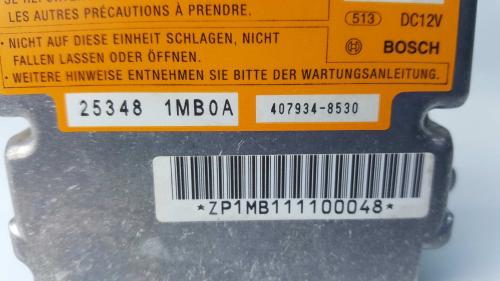 LES AUTRES PRÉCAUTIONS À PRENDRE.
513 DC12V
BOSCH
• NICHT AUF DIESE EINHEIT SCHLAGEN, NICHT
FALLEN LASSEN ODER ÖFFNEN.
• WEITERE HINWEISE ENTNEHMEN SIE BITTE DER WARTUNGSANLEITUNG.
25348 1MB0A 407934-8530
*ZP1MB111100048*